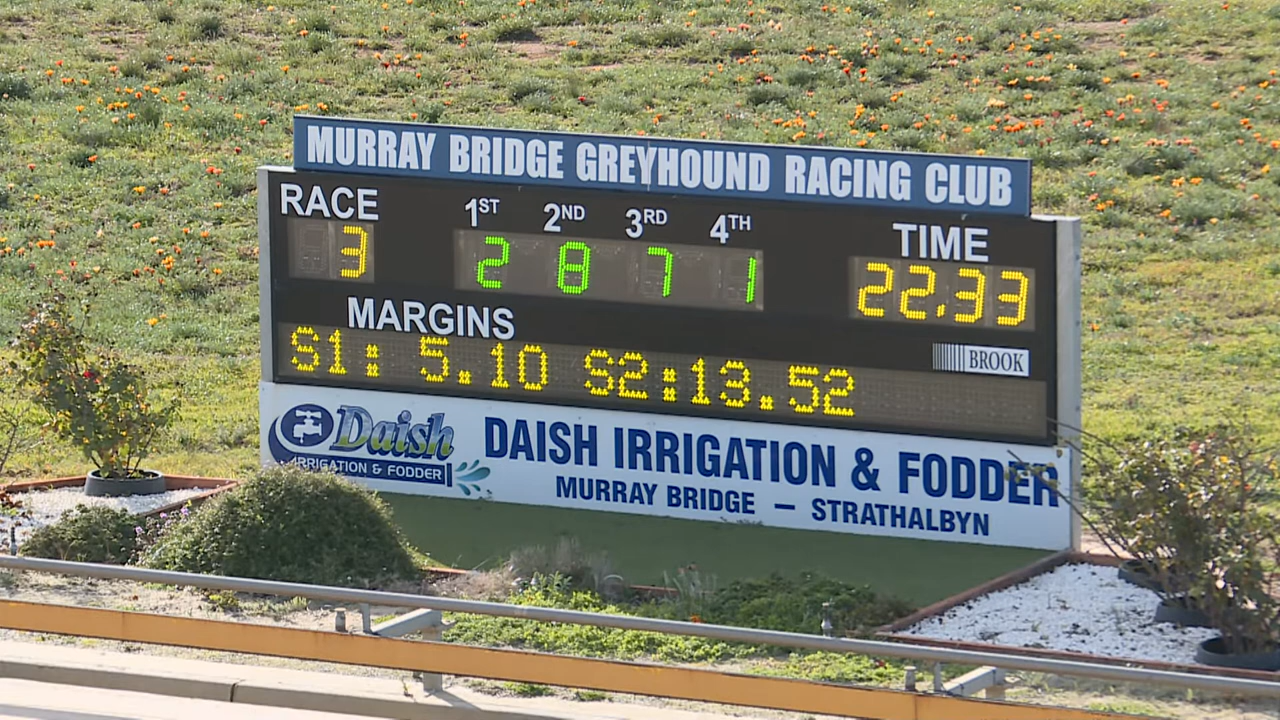 MURRAY BRIDGE GREYHOUND RACING CLUB
RACE 1ST 2ND 3RD 4TH TIME
3 2 8 7 1 22.33
MARGINS
BROOK
S1: 5.10 S2:13.52
Daish
IRRIGATION & FODDER
DAISH IRRIGATION & FODDER
MURRAY BRIDGE – STRATHALBYN